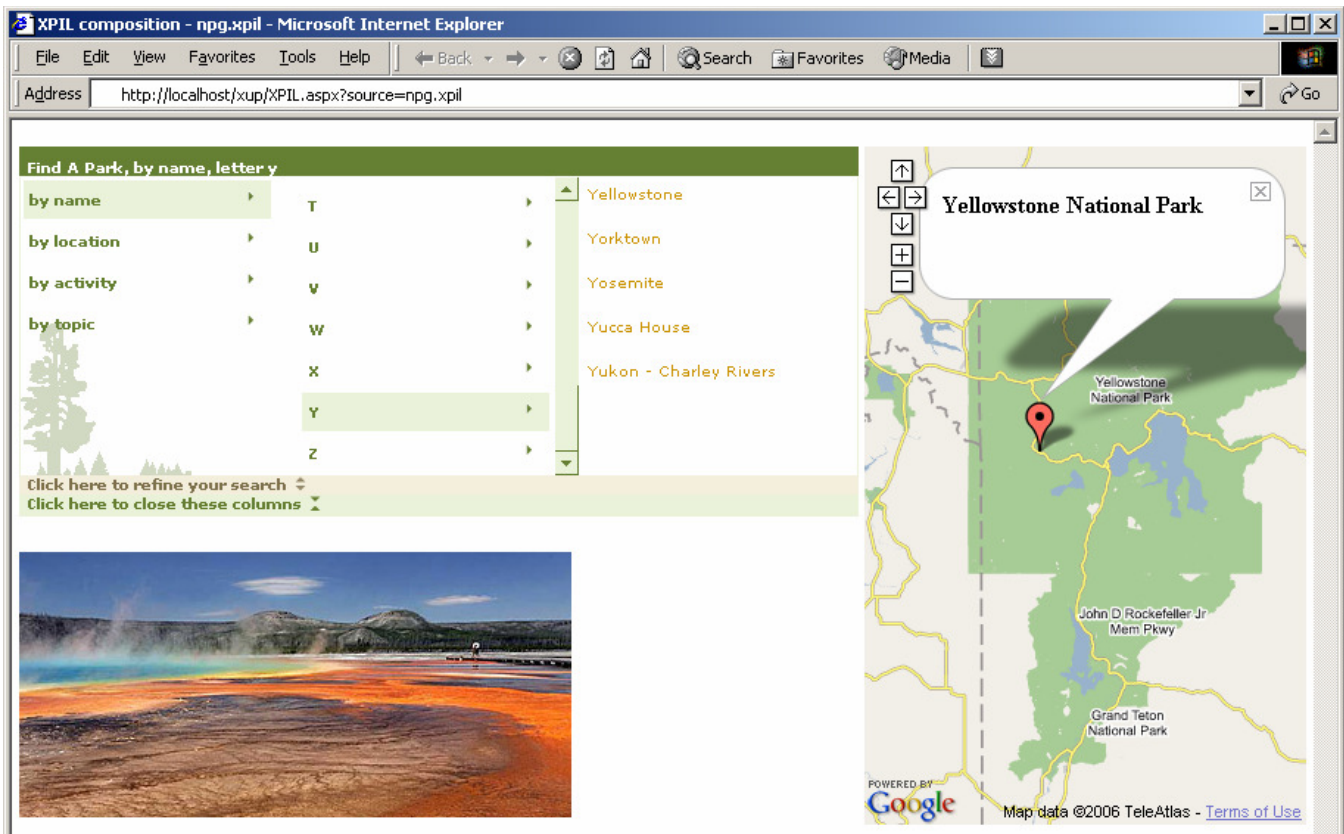 XPIL composition - npg.xpil - Microsoft Internet Explorer
File Edit View Favorites Tools Help Back Search Favorites Media
Address http://localhost/xup/XPIL.aspx?source=npg.xpil Go
Find A Park, by name, letter y
by name
by location
by activity
by topic
T
U
V
W
X
Y
Z
Yellowstone
Yorktown
Yosemite
Yucca House
Yukon - Charley Rivers
Click here to refine your search
Click here to close these columns
Yellowstone National Park
Yellowstone
National Park
John D Rockefeller Jr
Mem Pkwy
Grand Teton
National Park
POWERED BY
Google
Map data ©2006 TeleAtlas - Terms of Use